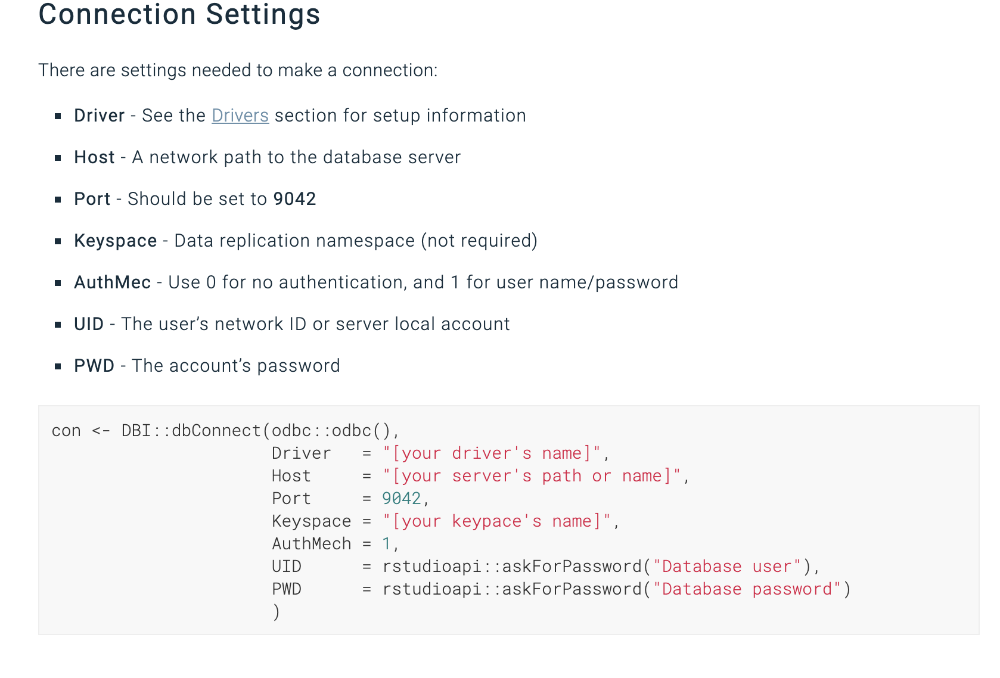 Connection Settings
There are settings needed to make a connection:
▪ Driver - See the Drivers section for setup information
▪ Host - A network path to the database server
▪ Port - Should be set to 9042
▪ Keyspace - Data replication namespace (not required)
▪ AuthMec - Use 0 for no authentication, and 1 for user name/password
▪ UID - The user’s network ID or server local account
▪ PWD - The account’s password
con <- DBI::dbConnect(odbc::odbc(),
                      Driver   = "[your driver's name]",
                      Host     = "[your server's path or name]",
                      Port     = 9042,
                      Keyspace = "[your keypace's name]",
                      AuthMech = 1,
                      UID      = rstudioapi::askForPassword("Database user"),
                      PWD      = rstudioapi::askForPassword("Database password")
                      )